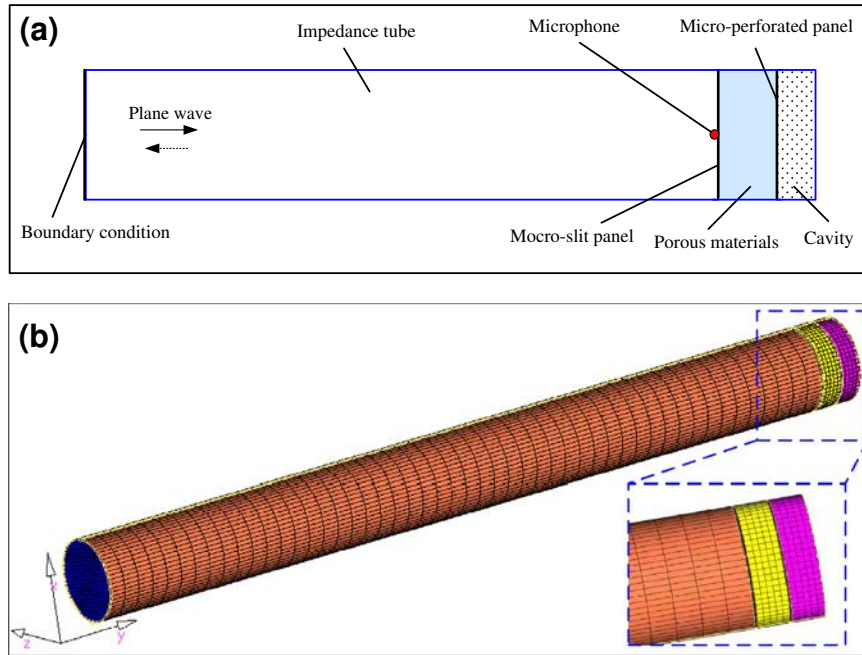 (a)
Impedance tube
Microphone
Micro-perforated panel
Plane wave
Boundary condition
Mocro-slit panel
Porous materials
Cavity
(b)
x
z
y